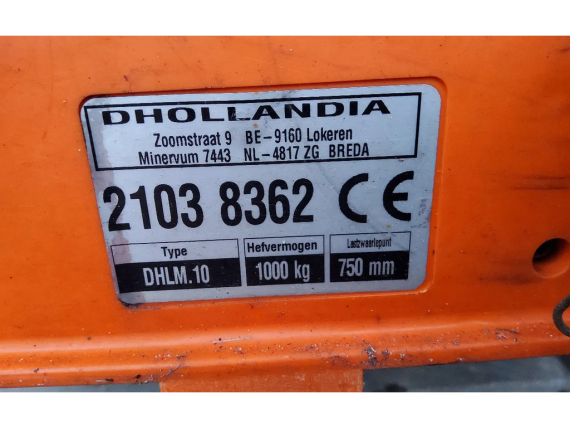 DHOLLANDIA
Zoomstraat 9 BE-9160 Lokeren
Minervum 7443 NL-4817 ZG BREDA
2103 8362 CE
Type Hefvermogen Lastzwaartepunt
DHLM.10 1000 kg 750 mm